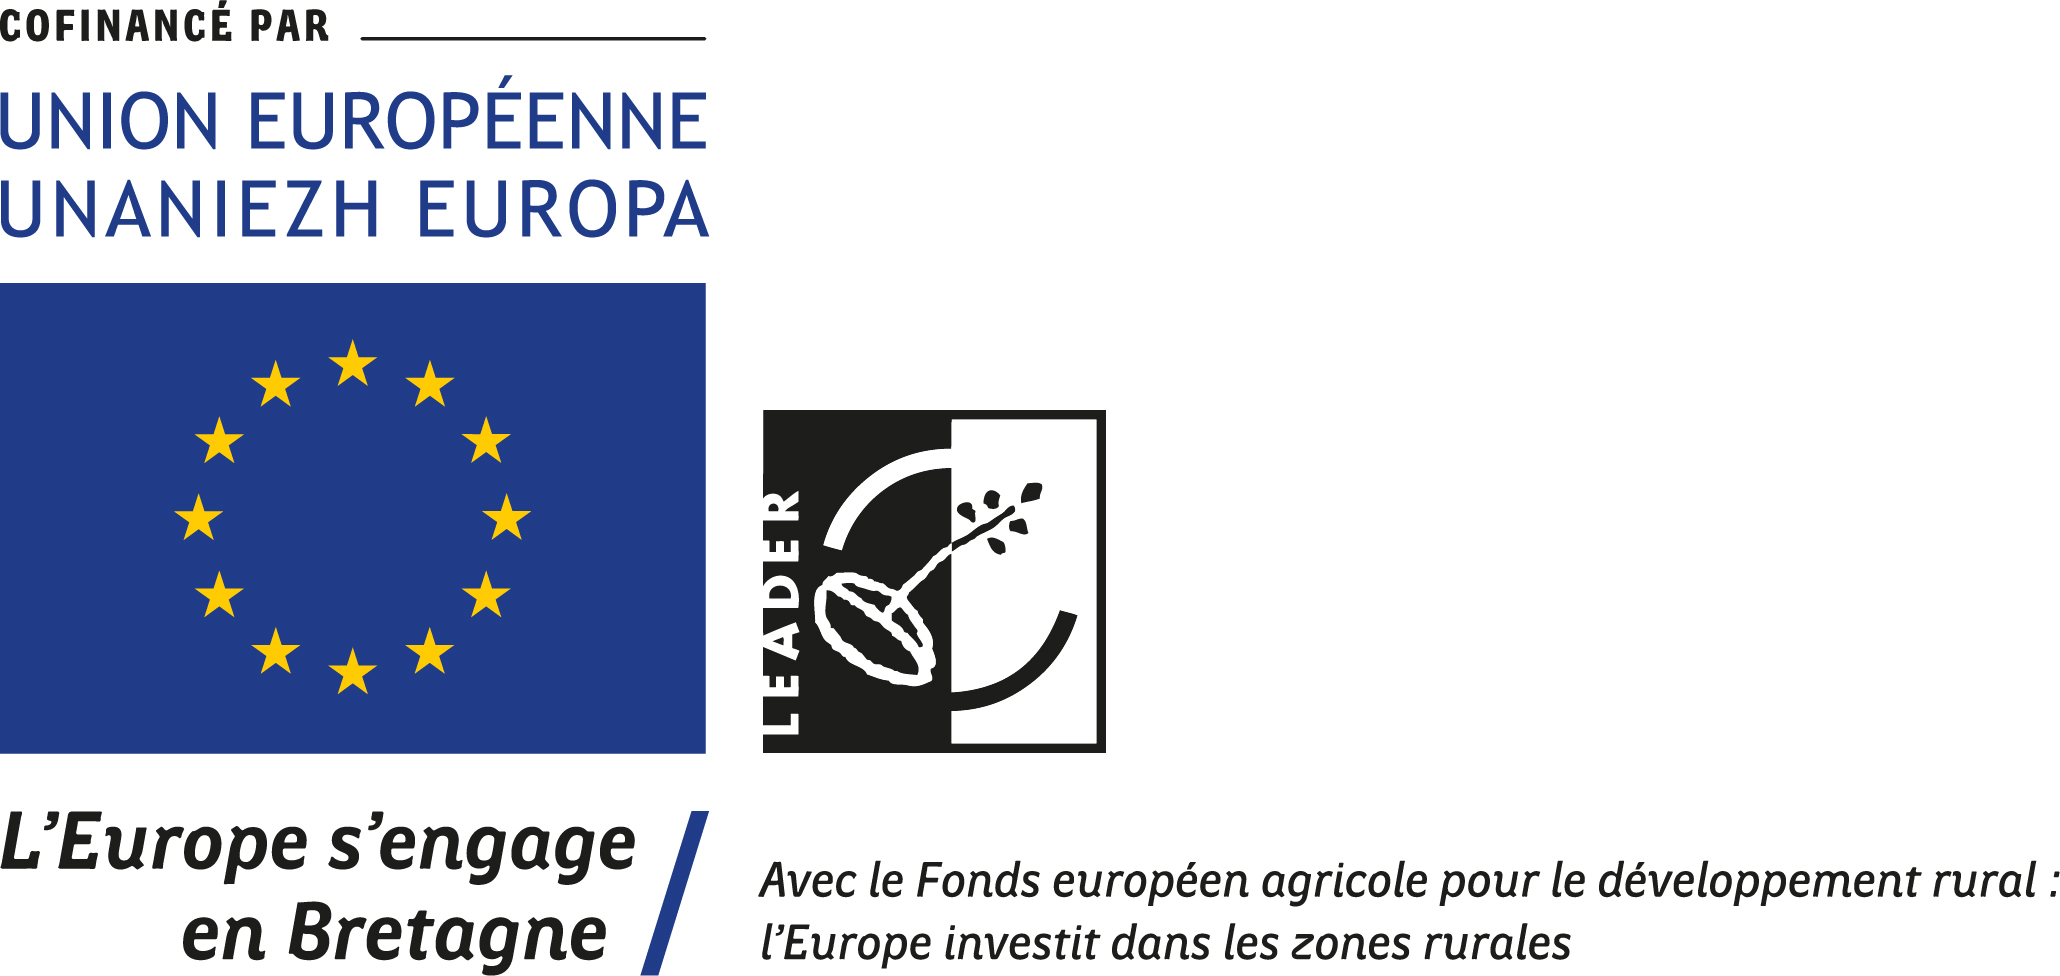 COFINANCÉ PAR
UNION EUROPÉENNE
UNANIEZH EUROPA
LEADER
L’Europe s’engage
en Bretagne
Avec le Fonds européen agricole pour le développement rural :
l’Europe investit dans les zones rurales